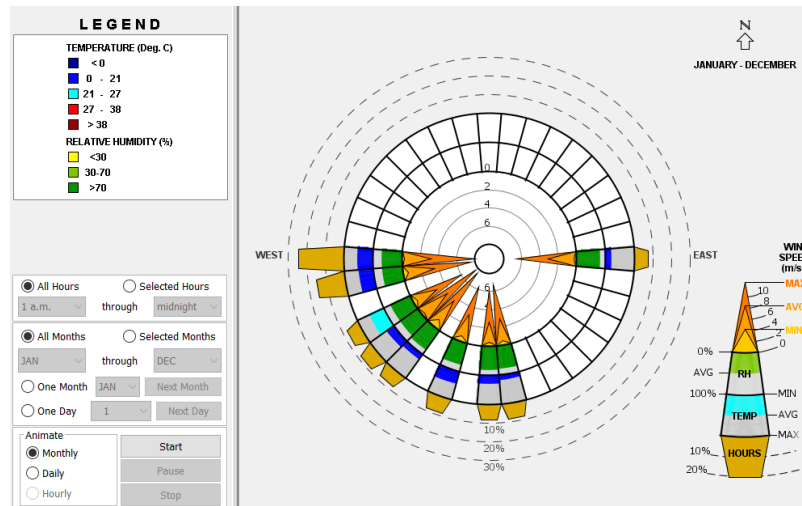 LEGEND
TEMPERATURE (Deg. C)
< 0
0 - 21
21 - 27
27 - 38
> 38
RELATIVE HUMIDITY (%)
<30
30-70
>70
All Hours
Selected Hours
1 a.m.
through
midnight
All Months
Selected Months
JAN
through
DEC
One Month
JAN
Next Month
One Day
1
Next Day
Animate
Monthly
Daily
Hourly
Start
Pause
Stop
N
JANUARY - DECEMBER
WEST
EAST
0
2
4
6
6
10%
20%
30%
WIN
SPEE
(m/s
MAX
10
8
AVG
6
4
MIN
2
0
0%
AVG
RH
100%
MIN
TEMP
AVG
MAX
HOURS
10%
20%